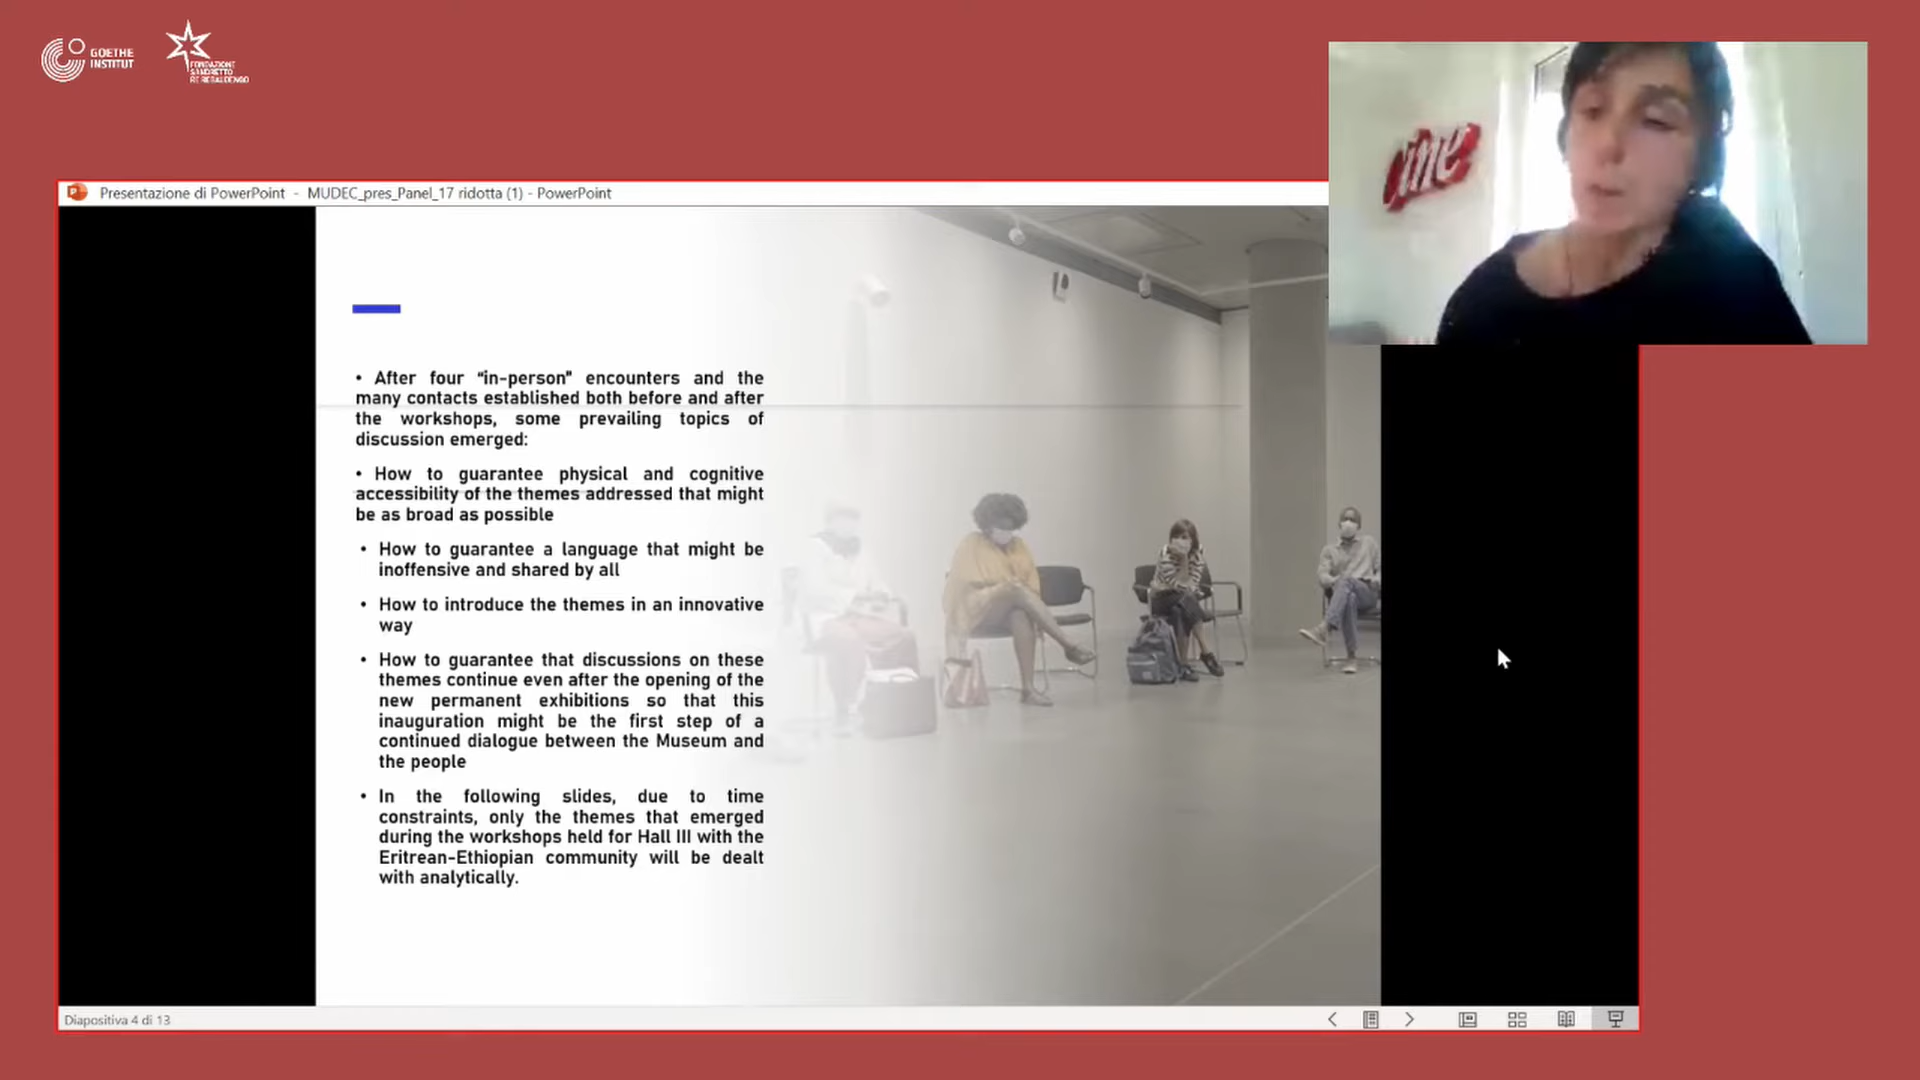 GOETHE
INSTITUT
FONDAZIONE
SANDRETTO
RE REBAUDENGO
Presentazione di PowerPoint - MUDEC_pres_Panel_17 ridotta (1) - PowerPoint
• After four “in-person” encounters and the
many contacts established both before and after
the workshops, some prevailing topics of
discussion emerged:
• How to guarantee physical and cognitive
accessibility of the themes addressed that might
be as broad as possible
• How to guarantee a language that might be
inoffensive and shared by all
• How to introduce the themes in an innovative
way
• How to guarantee that discussions on these
themes continue even after the opening of the
new permanent exhibitions so that this
inauguration might be the first step of a
continued dialogue between the Museum and
the people
• In the following slides, due to time
constraints, only the themes that emerged
during the workshops held for Hall III with the
Eritrean-Ethiopian community will be dealt
with analytically.
Diapositiva 4 di 13